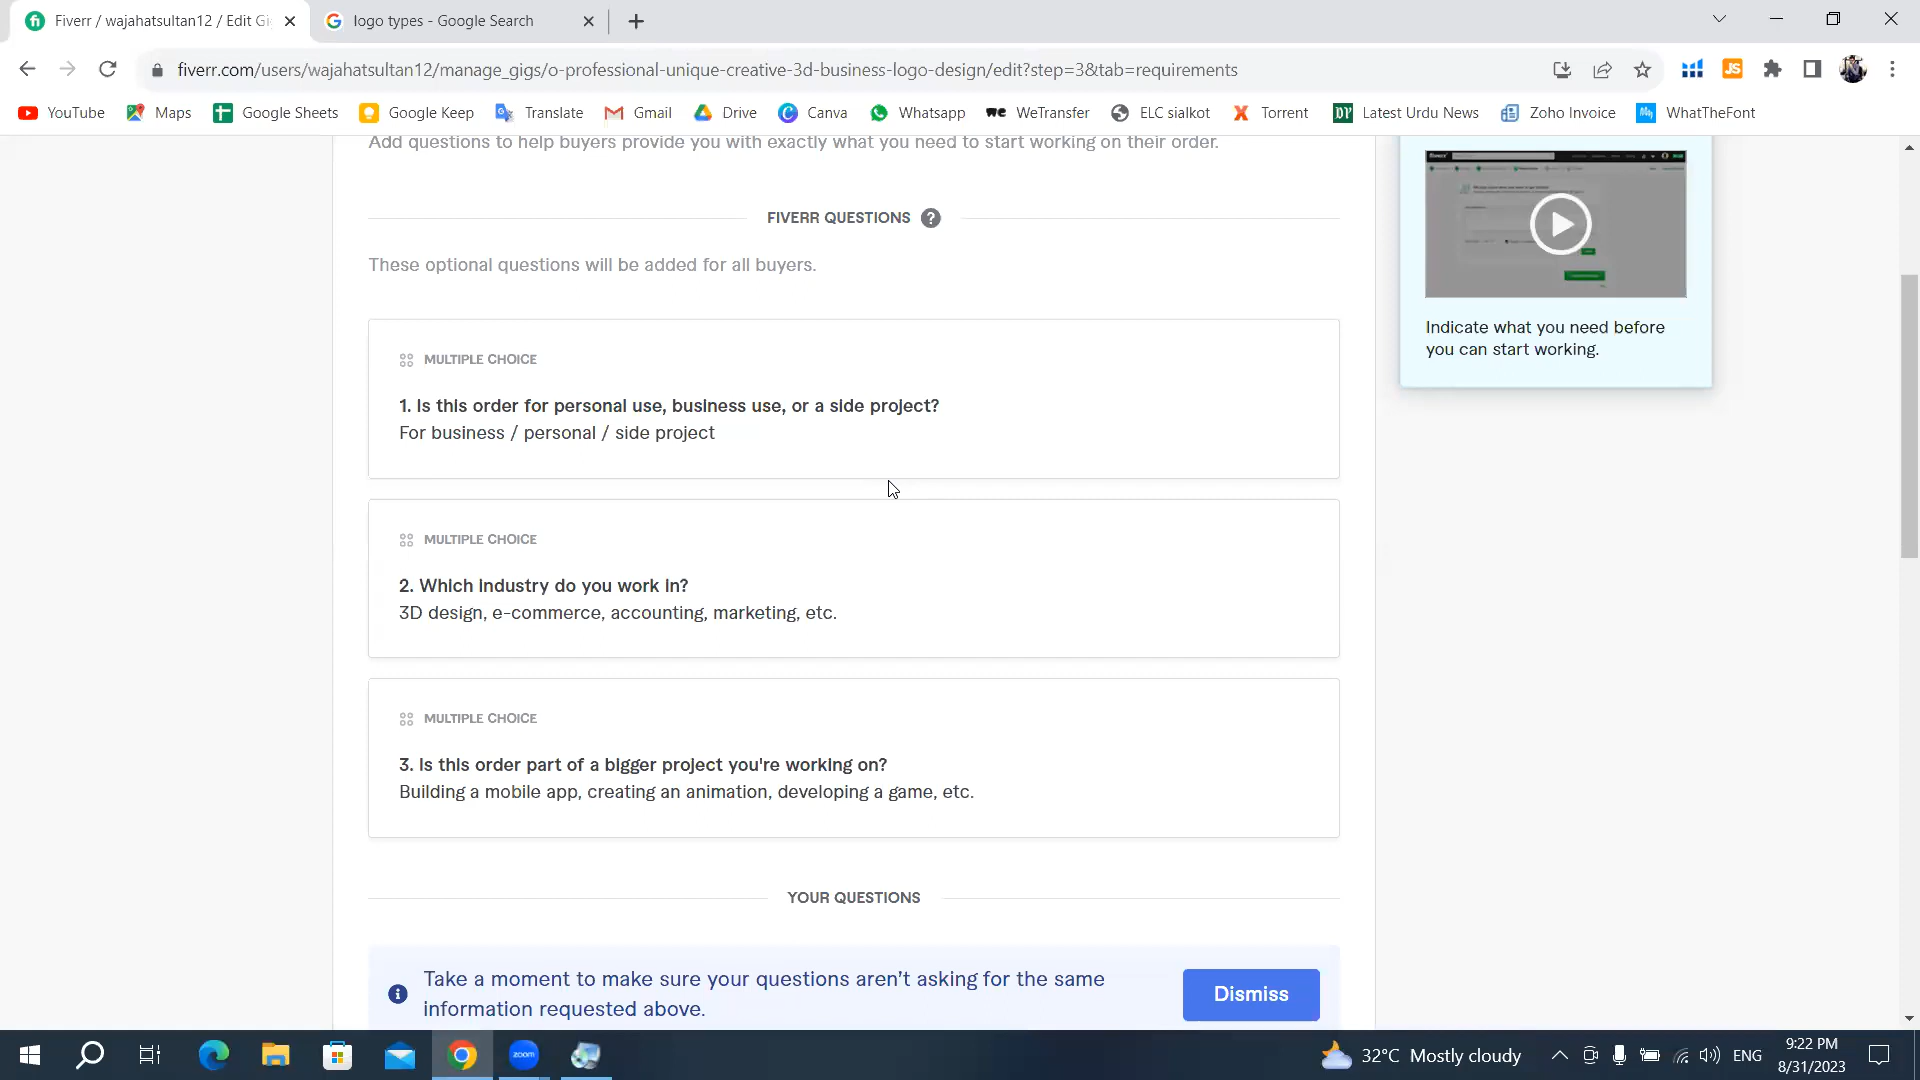 Fiverr / wajahatsultan12 / Edit Gi
logo types - Google Search
fiverr.com/users/wajahatsultan12/manage_gigs/o-professional-unique-creative-3d-business-logo-design/edit?step=3&tab=requirements
JS
YouTube
Maps
Google Sheets
Google Keep
Translate
Gmail
Drive
Canva
Whatsapp
WeTransfer
ELC sialkot
Torrent
Latest Urdu News
Zoho Invoice
WhatTheFont
Add questions to help buyers provide you with exactly what you need to start working on their order.
FIVERR QUESTIONS ?
These optional questions will be added for all buyers.
MULTIPLE CHOICE
1. Is this order for personal use, business use, or a side project?
For business / personal / side project
MULTIPLE CHOICE
2. Which industry do you work in?
3D design, e-commerce, accounting, marketing, etc.
MULTIPLE CHOICE
3. Is this order part of a bigger project you're working on?
Building a mobile app, creating an animation, developing a game, etc.
YOUR QUESTIONS
Take a moment to make sure your questions aren't asking for the same
information requested above.
Dismiss
Indicate what you need before
you can start working.
zoom
32°C Mostly cloudy
ENG
9:22 PM
8/31/2023